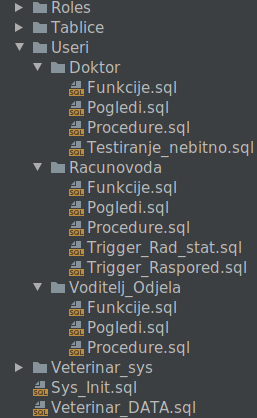 Roles
Tablice
Useri
Doktor
Funkcije.sql
Pogledi.sql
Procedure.sql
Testiranje_nebitno.sql
Racunovoda
Funkcije.sql
Pogledi.sql
Procedure.sql
Trigger_Rad_stat.sql
Trigger_Raspored.sql
Voditelj_Odjela
Funkcije.sql
Pogledi.sql
Procedure.sql
Veterinar_sys
Sys_Init.sql
Veterinar_DATA.sql